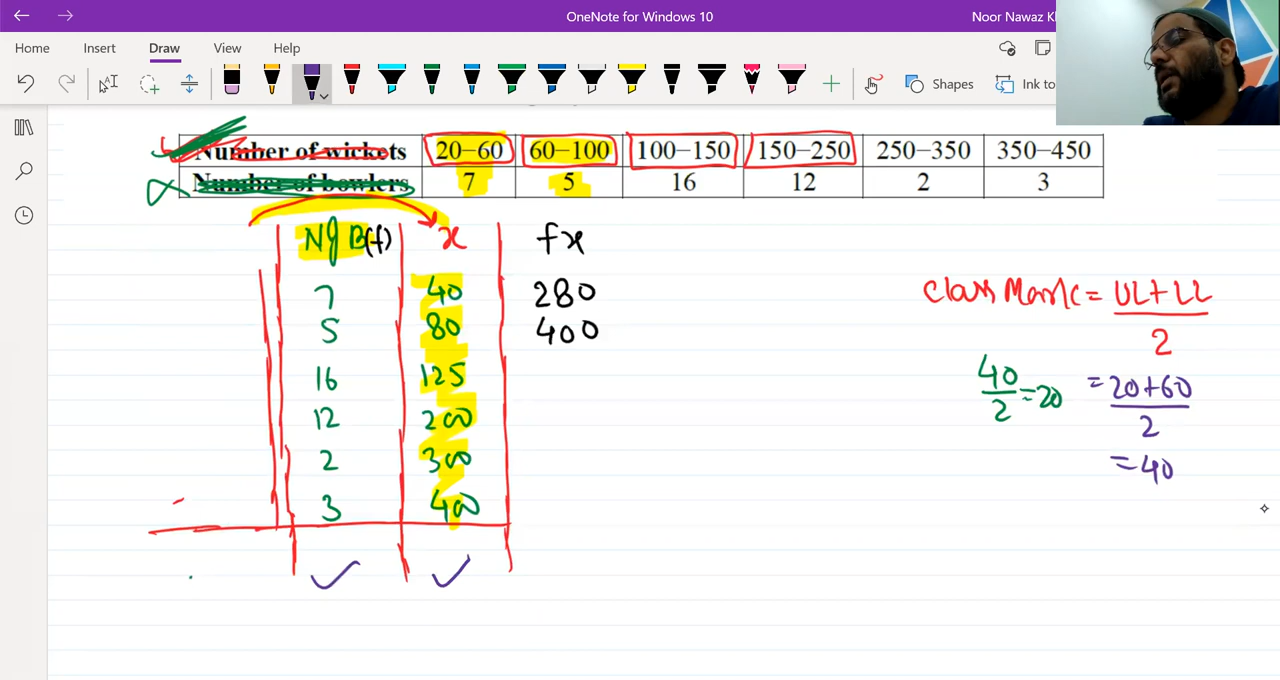 OneNote for Windows 10
Noor Nawaz Kh
Home Insert Draw View Help
Shapes
Ink to
Number of wickets 20–60 60–100 100–150 150–250 250–350 350–450
Number of bowlers 7 5 16 12 2 3
N of B(f) x fx
7 40 280
5 80 400
16 125
12 200
2 300
3 400
Class Mark = UL+LL
2
40
2 =20
= 20+60
2
= 40